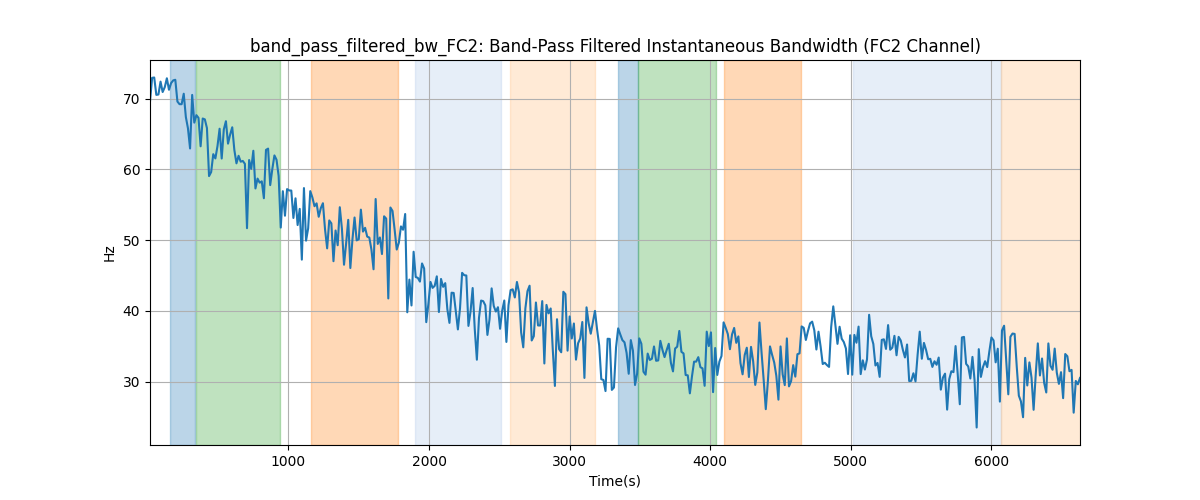 band_pass_filtered_bw_FC2: Band-Pass Filtered Instantaneous Bandwidth (FC2 Channel)
70
60
50
40
30
Hz
1000 2000 3000 4000 5000 6000
Time(s)